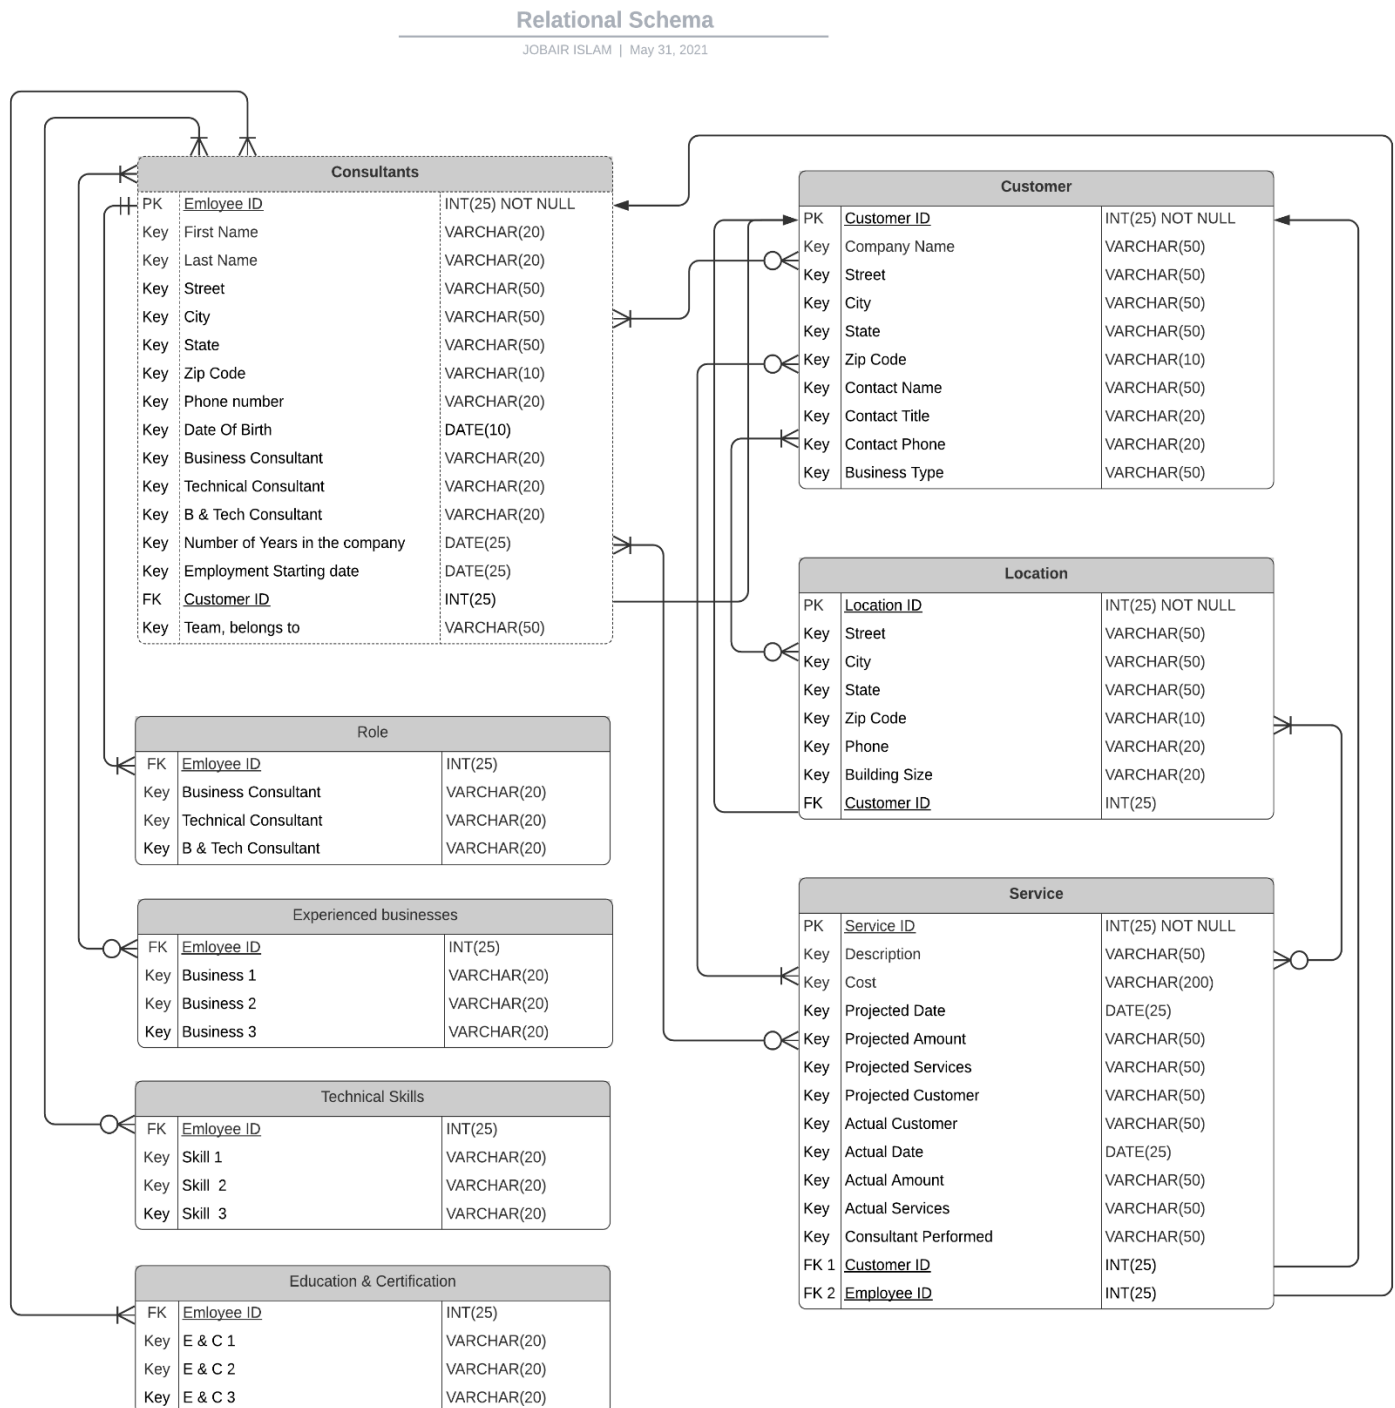 Relational Schema
JOBAIR ISLAM | May 31, 2021
Consultants
PK Emloyee ID INT(25) NOT NULL
Key First Name VARCHAR(20)
Key Last Name VARCHAR(20)
Key Street VARCHAR(50)
Key City VARCHAR(50)
Key State VARCHAR(50)
Key Zip Code VARCHAR(10)
Key Phone number VARCHAR(20)
Key Date Of Birth DATE(10)
Key Business Consultant VARCHAR(20)
Key Technical Consultant VARCHAR(20)
Key B & Tech Consultant VARCHAR(20)
Key Number of Years in the company DATE(25)
Key Employment Starting date DATE(25)
FK Customer ID INT(25)
Key Team, belongs to VARCHAR(50)
Role
FK Emloyee ID INT(25)
Key Business Consultant VARCHAR(20)
Key Technical Consultant VARCHAR(20)
Key B & Tech Consultant VARCHAR(20)
Experienced businesses
FK Emloyee ID INT(25)
Key Business 1 VARCHAR(20)
Key Business 2 VARCHAR(20)
Key Business 3 VARCHAR(20)
Technical Skills
FK Emloyee ID INT(25)
Key Skill 1 VARCHAR(20)
Key Skill 2 VARCHAR(20)
Key Skill 3 VARCHAR(20)
Education & Certification
FK Emloyee ID INT(25)
Key E & C 1 VARCHAR(20)
Key E & C 2 VARCHAR(20)
Key E & C 3 VARCHAR(20)
Customer
PK Customer ID INT(25) NOT NULL
Key Company Name VARCHAR(50)
Key Street VARCHAR(50)
Key City VARCHAR(50)
Key State VARCHAR(50)
Key Zip Code VARCHAR(10)
Key Contact Name VARCHAR(50)
Key Contact Title VARCHAR(20)
Key Contact Phone VARCHAR(20)
Key Business Type VARCHAR(50)
Location
PK Location ID INT(25) NOT NULL
Key Street VARCHAR(50)
Key City VARCHAR(50)
Key State VARCHAR(50)
Key Zip Code VARCHAR(10)
Key Phone VARCHAR(20)
Key Building Size VARCHAR(20)
FK Customer ID INT(25)
Service
PK Service ID INT(25) NOT NULL
Key Description VARCHAR(50)
Key Cost VARCHAR(200)
Key Projected Date DATE(25)
Key Projected Amount VARCHAR(50)
Key Projected Services VARCHAR(50)
Key Projected Customer VARCHAR(50)
Key Actual Customer VARCHAR(50)
Key Actual Date DATE(25)
Key Actual Amount VARCHAR(50)
Key Actual Services VARCHAR(50)
Key Consultant Performed VARCHAR(50)
FK 1 Customer ID INT(25)
FK 2 Employee ID INT(25)